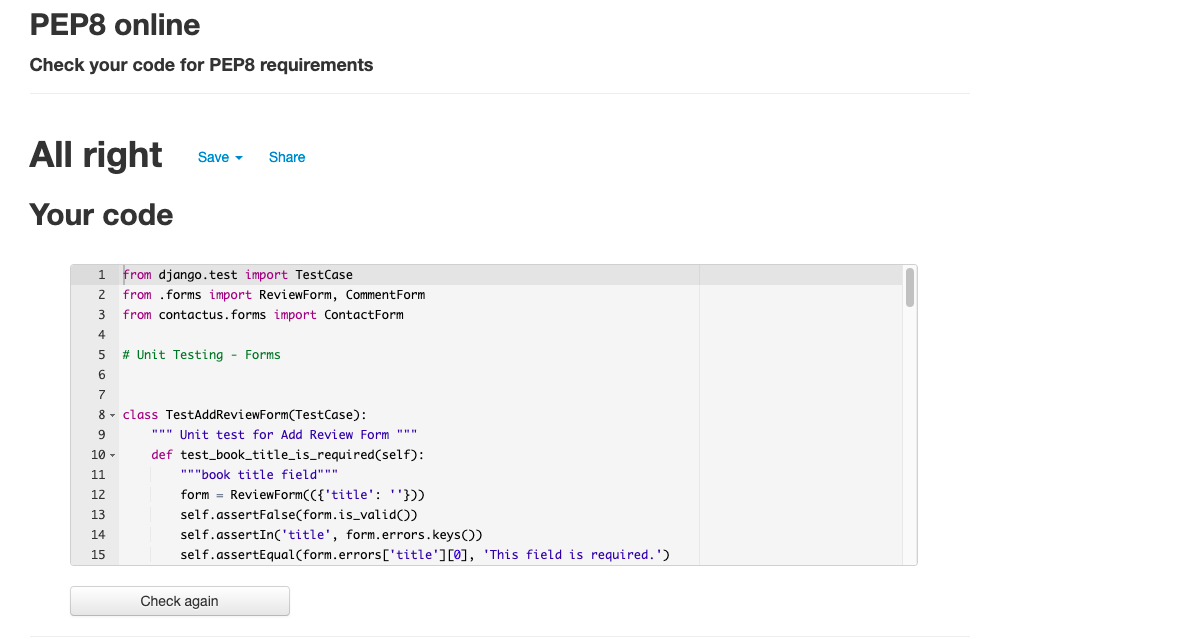 PEP8 online
Check your code for PEP8 requirements
All right Save Share
Your code
1 from django.test import TestCase
2 from .forms import ReviewForm, CommentForm
3 from contactus.forms import ContactForm
4
5 # Unit Testing - Forms
6
7
8 class TestAddReviewForm(TestCase):
9 """ Unit test for Add Review Form """
10 def test_book_title_is_required(self):
11 """book title field"""
12 form = ReviewForm(({'title': ''}))
13 self.assertFalse(form.is_valid())
14 self.assertIn('title', form.errors.keys())
15 self.assertEqual(form.errors['title'][0], 'This field is required.')
Check again